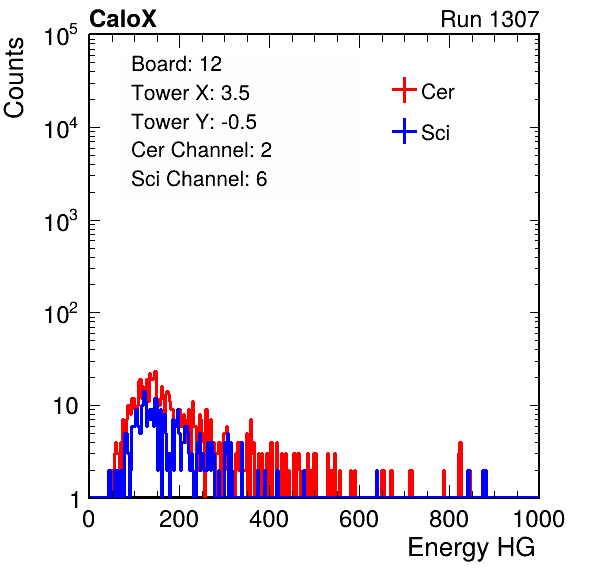 CaloX Run 1307
Counts
10^5
10^4
10^3
10^2
10
1
Board: 12
Tower X: 3.5
Tower Y: -0.5
Cer Channel: 2
Sci Channel: 6
Cer
Sci
0 200 400 600 800 1000
Energy HG